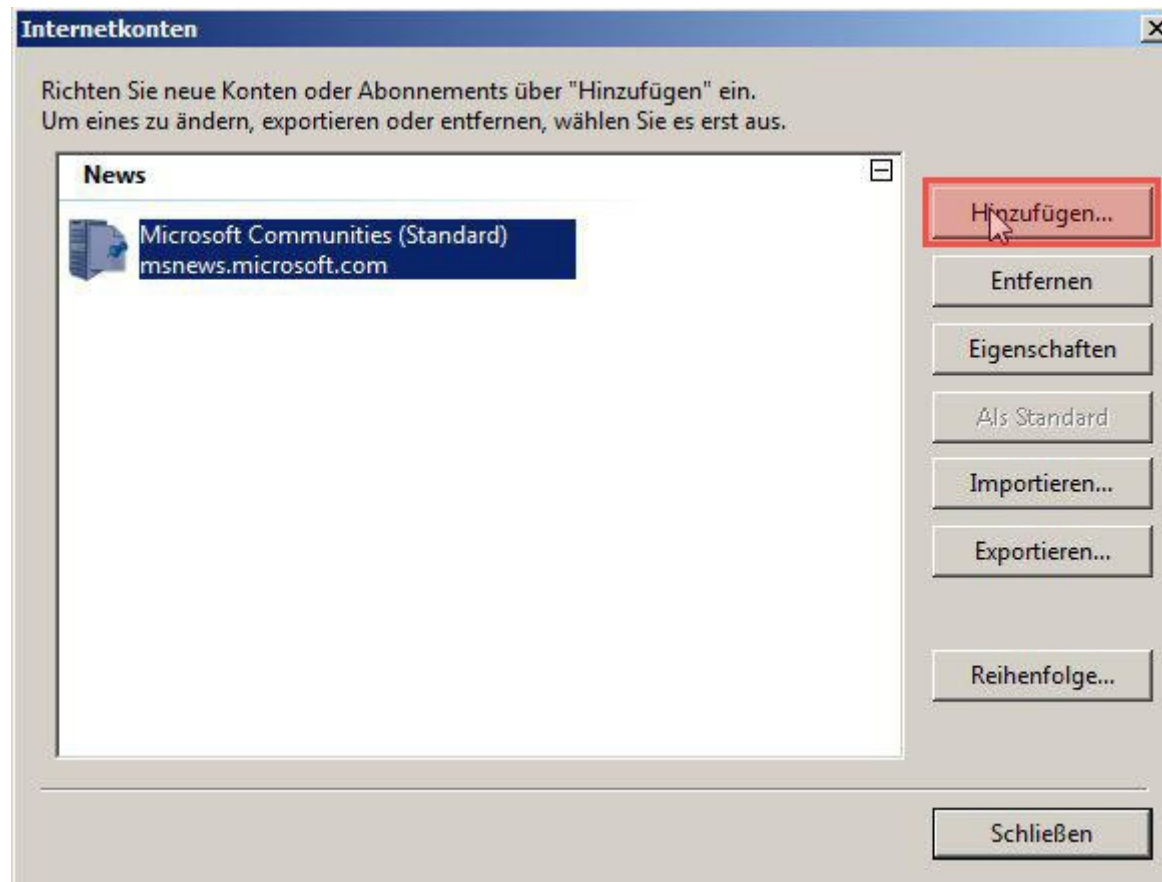 Internetkonten
Richten Sie neue Konten oder Abonnements über "Hinzufügen" ein.
Um eines zu ändern, exportieren oder entfernen, wählen Sie es erst aus.
News
Microsoft Communities (Standard)
msnews.microsoft.com
Hinzufügen...
Entfernen
Eigenschaften
Als Standard
Importieren...
Exportieren...
Reihenfolge...
Schließen